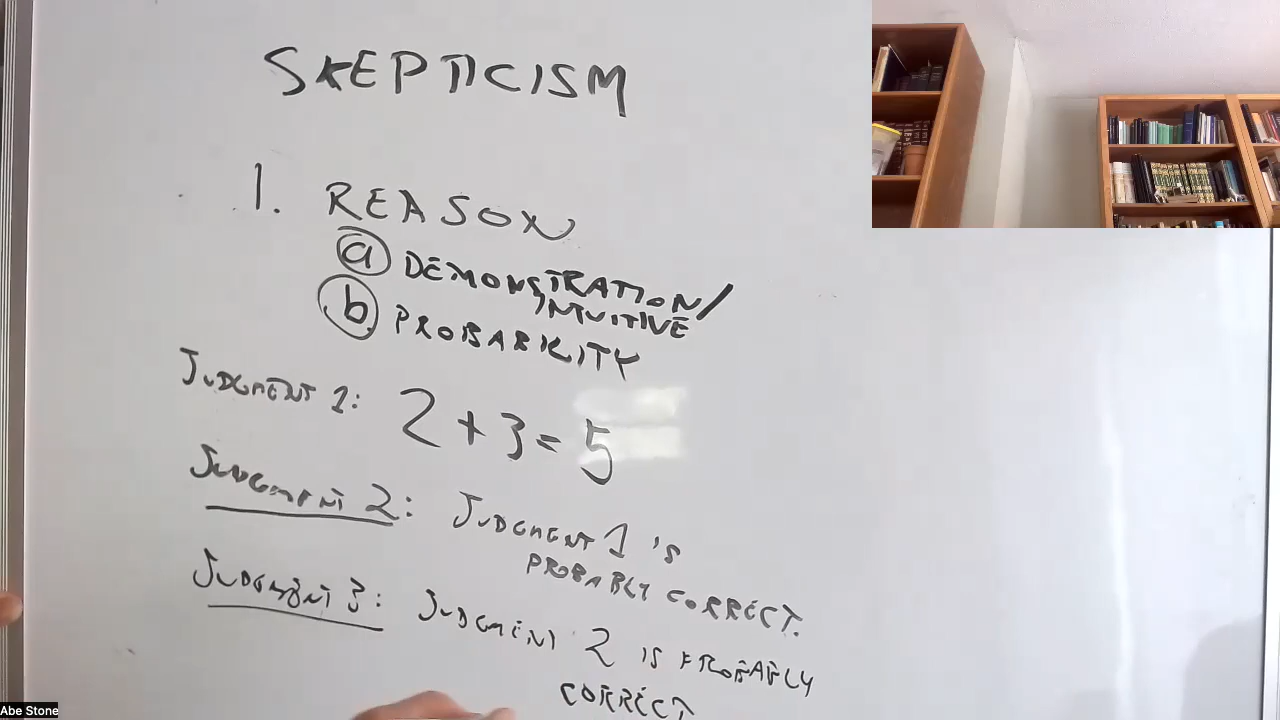 SKEPTICISM
1. REASON
a DEMONSTRATION/
INTUITIVE
b PROBABILITY
JUDGMENT 1: 2+3=5
JUDGMENT 2: JUDGMENT 1 's
PROBABLY CORRECT.
JUDGMENT 3: JUDGMENT 2 IS PROBABLY
CORRECT
Abe Stone